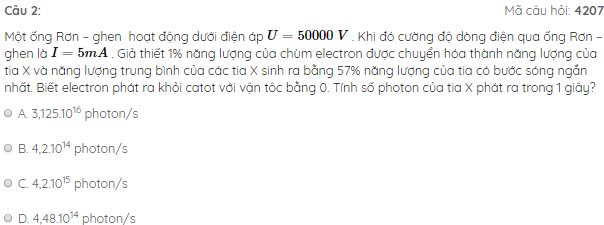 Câu 2: Mã câu hỏi: 4207
Một ống Rơn – ghen hoạt động dưới điện áp U = 50000 V . Khi đó cường độ dòng điện qua ống Rơn –
ghen là I = 5mA . Giả thiết 1% năng lượng của chùm electron được chuyển hóa thành năng lượng của
tia X và năng lượng trung bình của các tia X sinh ra bằng 57% năng lượng của tia có bước sóng ngắn
nhất. Biết electron phát ra khỏi catot với vận tôc bằng 0. Tính số photon của tia X phát ra trong 1 giây?
A. 3,125.10¹⁶ photon/s
B. 4,2.10¹⁴ photon/s
C. 4,2.10¹⁵ photon/s
D. 4,48.10¹⁴ photon/s